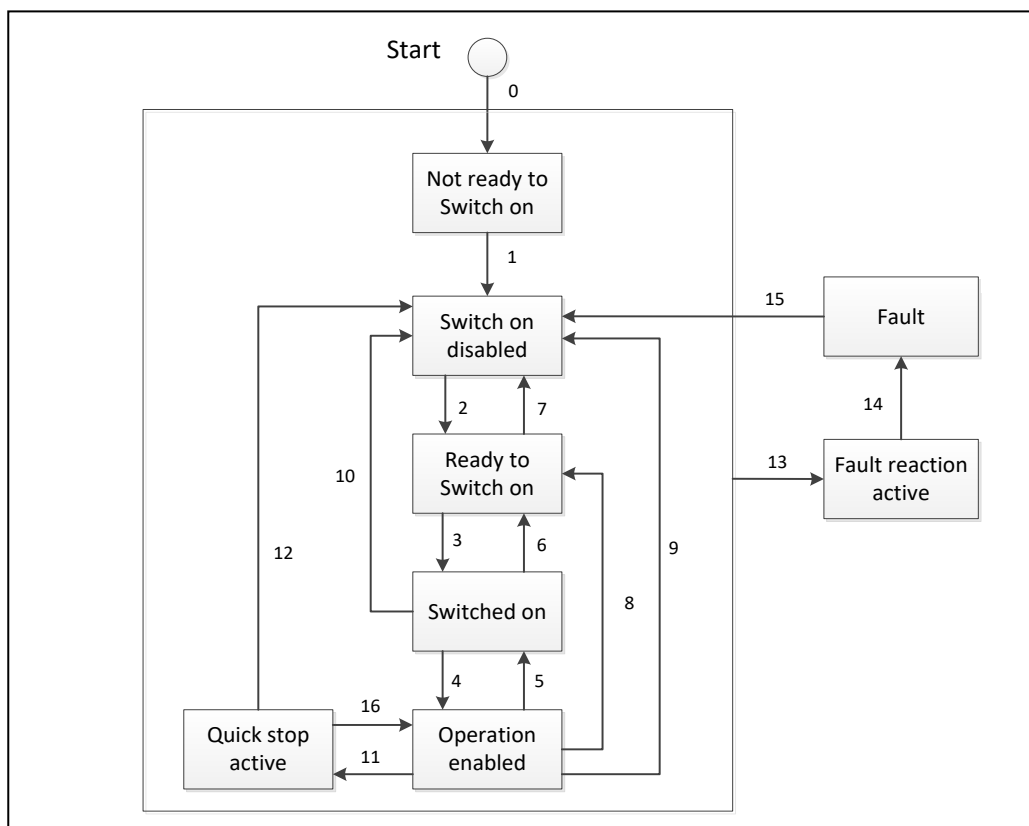 Start
0
Not ready to
Switch on
1
Switch on
disabled
15
Fault
2
7
14
10
Ready to
Switch on
13
Fault reaction
active
3
6
12
9
8
Switched on
4
5
16
Quick stop
active
11
Operation
enabled